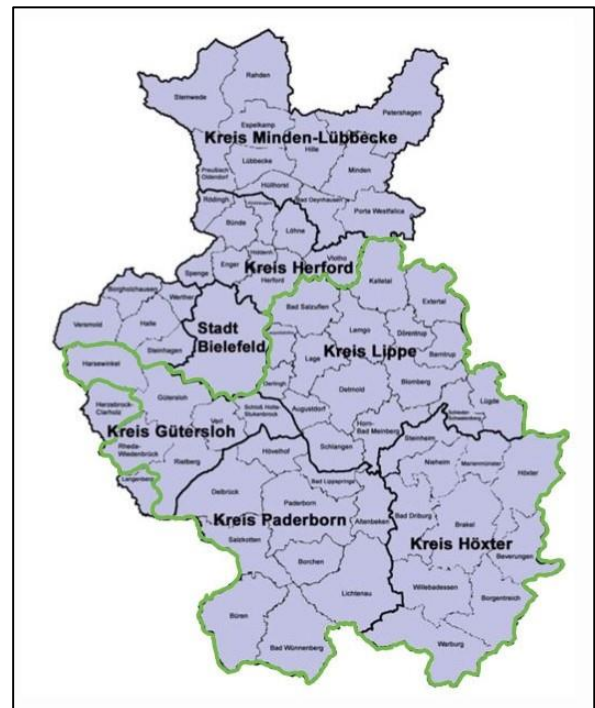 Rahden
Stemwede
Petershagen
Espelkamp
Kreis Minden-Lübbecke
Hille
Lübbecke
Minden
Preußisch
Oldendorf
Hüllhorst
Bad Oeynhausen
Porta Westfalica
Rödingh.
Bünde
Löhne
Vlotho
Enger
Hiddenh.
Kreis Herford
Spenge
Herford
Kalletal
Borgholzhausen
Werther
Extertal
Bad Salzuflen
Versmold
Halle
Stadt
Bielefeld
Lemgo
Dörentrup
Steinhagen
Kreis Lippe
Barntrup
Lage
Harsewinkel
Oerlingh.
Detmold
Blomberg
Lügde
Gütersloh
Herzebrock-
Clarholz
Schloß Holte-
Stukenbrock
Augustdorf
Schieder-
Schwalenberg
Verl
Horn-
Bad Meinberg
Kreis Gütersloh
Steinheim
Rheda-
Wiedenbrück
Schlangen
Hövelhof
Rietberg
Nieheim
Marienmünster
Höxter
Langenberg
Bad Lippspringe
Delbrück
Paderborn
Kreis Paderborn
Altenbeken
Bad Driburg
Brakel
Salzkotten
Kreis Höxter
Beverungen
Borchen
Willebadessen
Lichtenau
Borgentreich
Büren
Warburg
Bad Wünnenberg